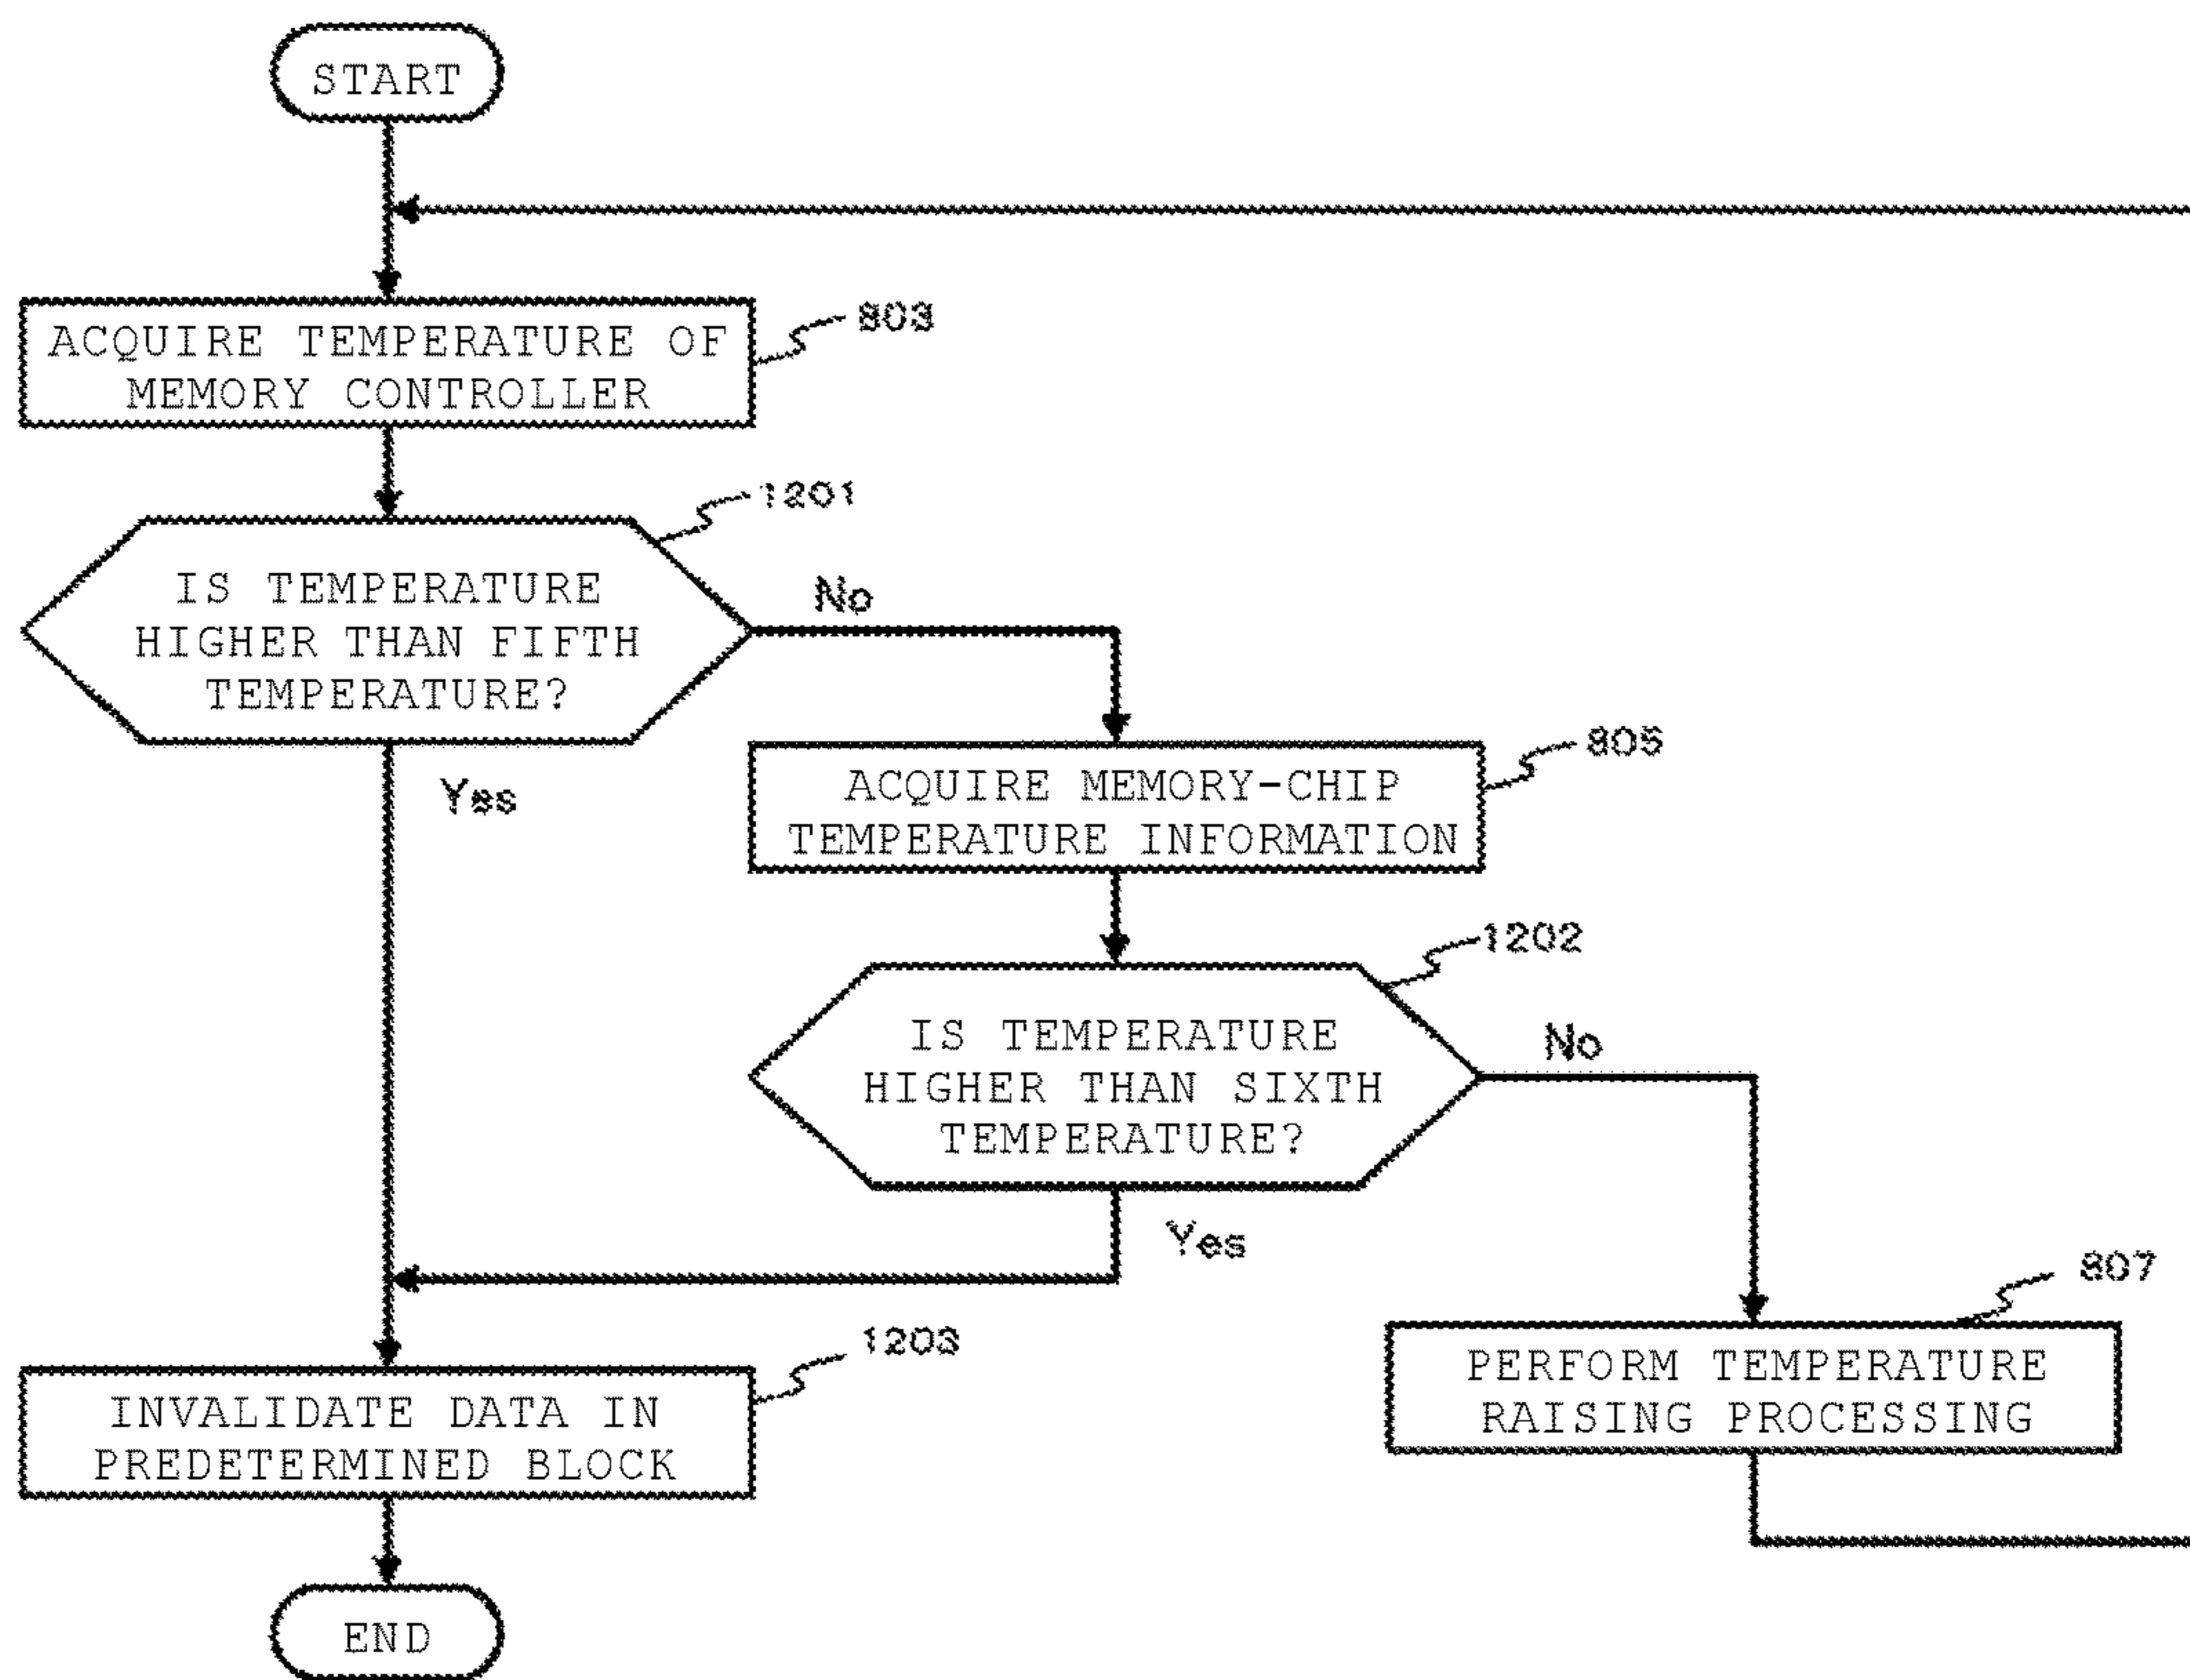 START
ACQUIRE TEMPERATURE OF
MEMORY CONTROLLER
803
1201
IS TEMPERATURE
HIGHER THAN FIFTH
TEMPERATURE?
No
Yes
805
ACQUIRE MEMORY-CHIP
TEMPERATURE INFORMATION
1202
IS TEMPERATURE
HIGHER THAN SIXTH
TEMPERATURE?
No
Yes
807
PERFORM TEMPERATURE
RAISING PROCESSING
1203
INVALIDATE DATA IN
PREDETERMINED BLOCK
END